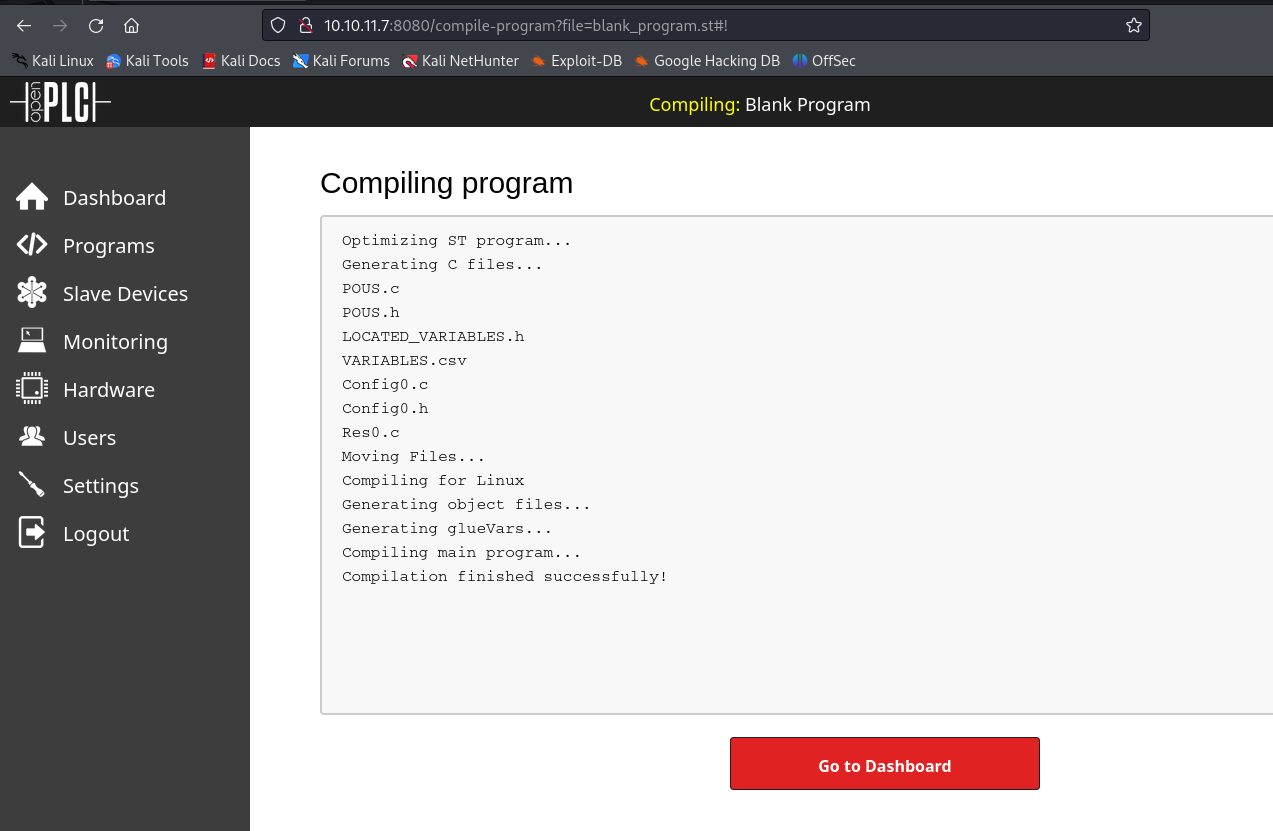 10.10.11.7:8080/compile-program?file=blank_program.st#!
Kali Linux Kali Tools Kali Docs Kali Forums Kali NetHunter Exploit-DB Google Hacking DB OffSec
open PLC Compiling: Blank Program
Dashboard
Programs
Slave Devices
Monitoring
Hardware
Users
Settings
Logout
Compiling program
Optimizing ST program...
Generating C files...
POUS.c
POUS.h
LOCATED_VARIABLES.h
VARIABLES.csv
Config0.c
Config0.h
Res0.c
Moving Files...
Compiling for Linux
Generating object files...
Generating glueVars...
Compiling main program...
Compilation finished successfully!
Go to Dashboard